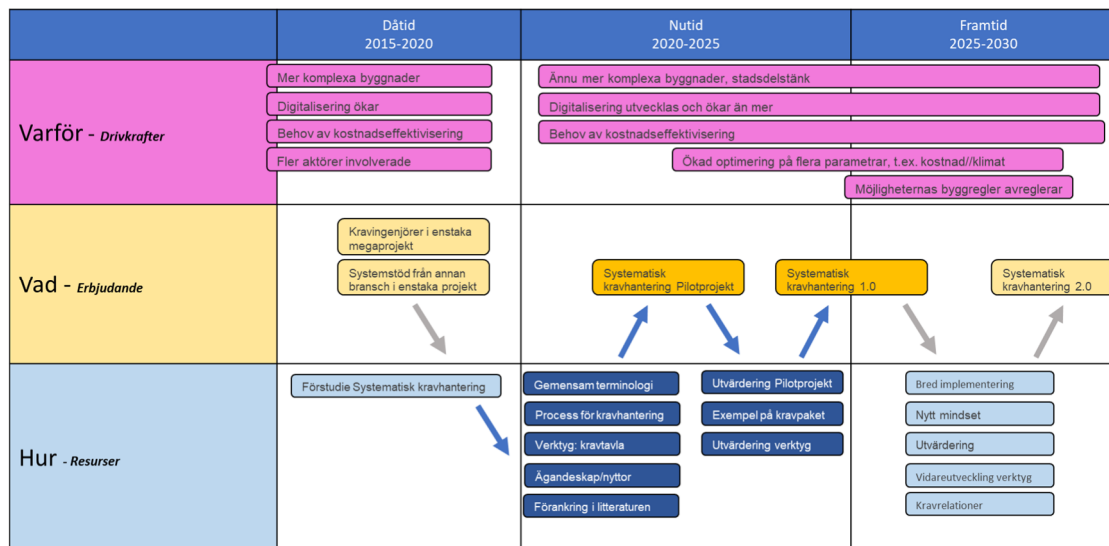 Dåtid
2015-2020
Nutid
2020-2025
Framtid
2025-2030
Varför - Drivkrafter
Mer komplexa byggnader
Digitalisering ökar
Behov av kostnadseffektivisering
Fler aktörer involverade
Ännu mer komplexa byggnader, stadsdelstänk
Digitalisering utvecklas och ökar än mer
Behov av kostnadseffektivisering
Ökad optimering på flera parametrar, t.ex. kostnad//klimat
Möjligheternas byggregler avreglerar
Vad - Erbjudande
Kravingenjörer i enstaka
megaprojekt
Systemstöd från annan
bransch i enstaka projekt
Systematisk
kravhantering Pilotprojekt
Systematisk
kravhantering 1.0
Systematisk
kravhantering 2.0
Hur - Resurser
Förstudie Systematisk kravhantering
Gemensam terminologi
Process för kravhantering
Verktyg: kravtavla
Ägandeskap/nyttor
Förankring i litteraturen
Utvärdering Pilotprojekt
Exempel på kravpaket
Utvärdering verktyg
Bred implementering
Nytt mindset
Utvärdering
Vidareutveckling verktyg
Kravrelationer